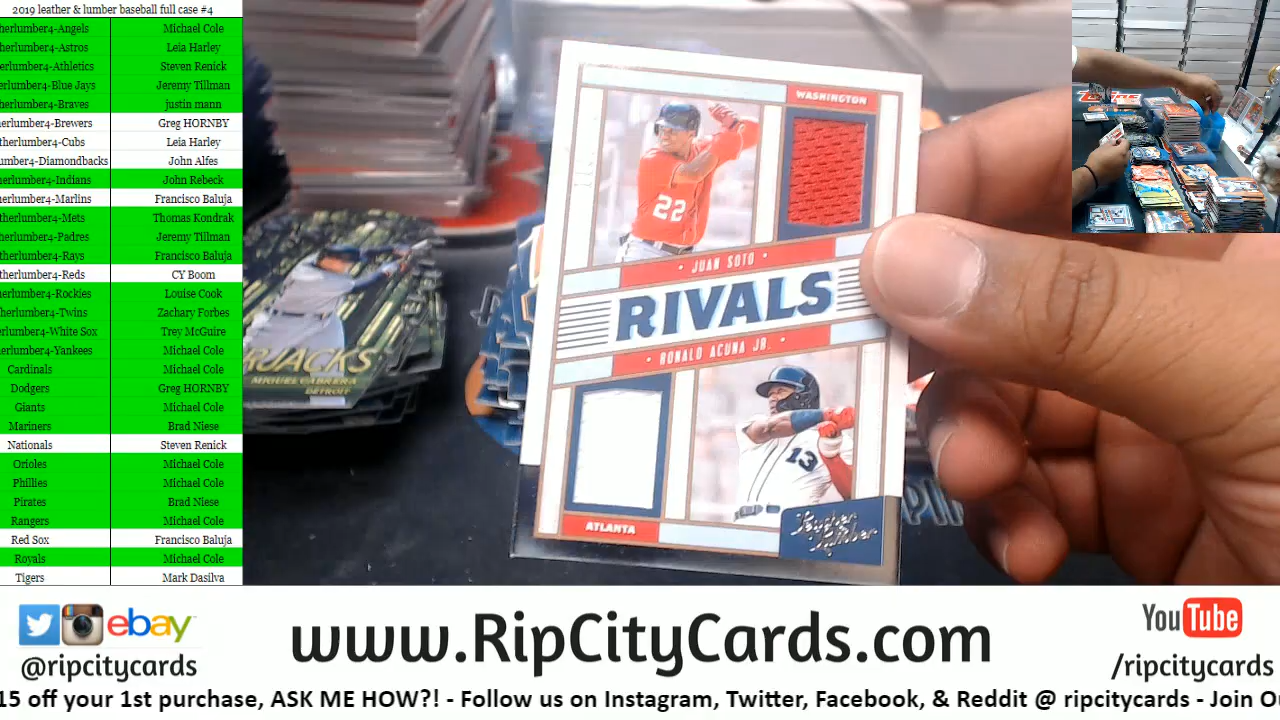 2019 leather & lumber baseball full case #4
herlumber4-Angels Michael Cole
herlumber4-Astros Leia Harley
herlumber4-Athletics Steven Renick
herlumber4-Blue Jays Jeremy Tillman
herlumber4-Braves justin mann
herlumber4-Brewers Greg HORNBY
therlumber4-Cubs Leia Harley
umber4-Diamondbacks John Alfes
herlumber4-Indians John Rebeck
herlumber4-Marlins Francisco Baluja
therlumber4-Mets Thomas Kondrak
therlumber4-Padres Jeremy Tillman
therlumber4-Rays Francisco Baluja
therlumber4-Reds CY Boom
herlumber4-Rockies Louise Cook
herlumber4-Twins Zachary Forbes
erlumber4-White Sox Trey McGuire
erlumber4-Yankees Michael Cole
Cardinals Michael Cole
Dodgers Greg HORNBY
Giants Michael Cole
Mariners Brad Niese
Nationals Steven Renick
Orioles Michael Cole
Phillies Michael Cole
Pirates Brad Niese
Rangers Michael Cole
Red Sox Francisco Baluja
Royals Michael Cole
Tigers Mark Dasilva
WASHINGTON
22
• JUAN SOTO •
RIVALS
• RONALD ACUNA JR. •
13
ATLANTA
Leather & Lumber
RJACKS
MIGUEL CABRERA
DETROIT
ebay
@ripcitycards
www.RipCityCards.com
YouTube
/ripcitycards
15 off your 1st purchase, ASK ME HOW?! - Follow us on Instagram, Twitter, Facebook, & Reddit @ ripcitycards - Join O